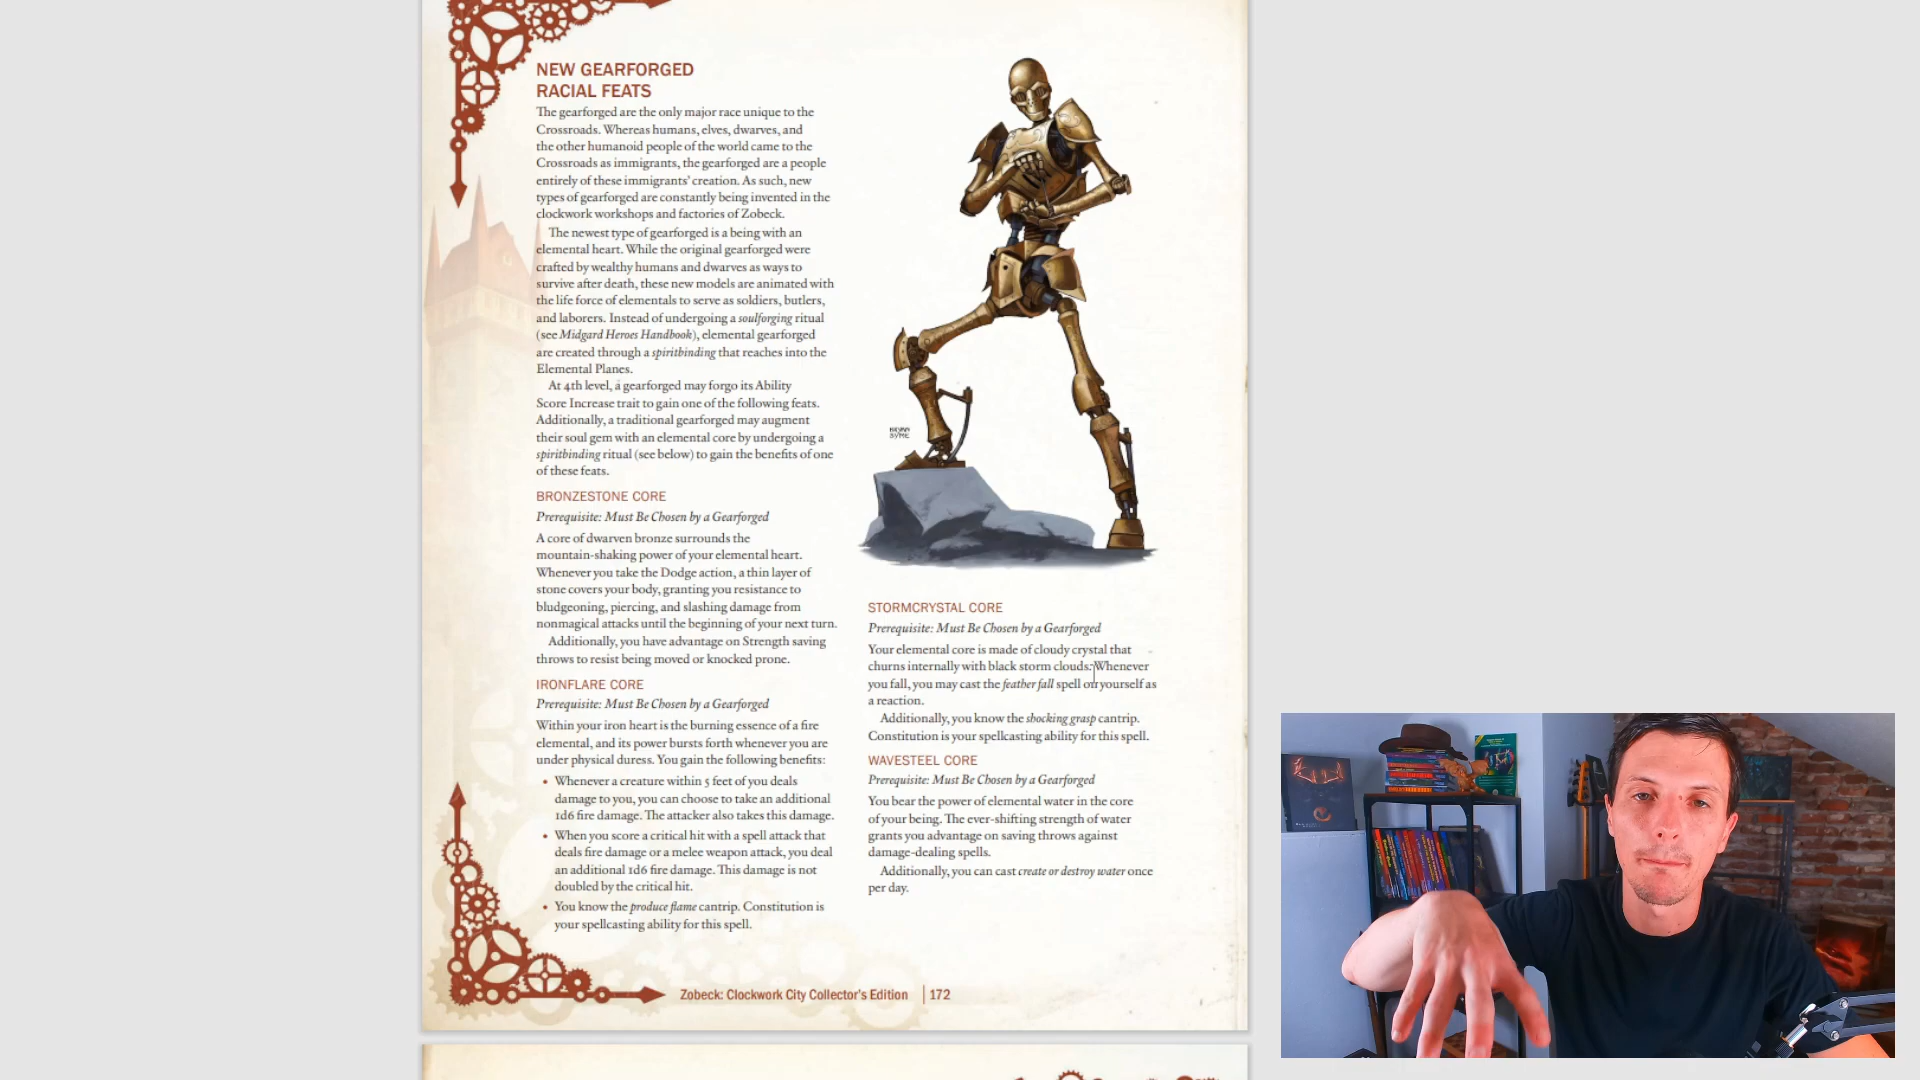 NEW GEARFORGED
RACIAL FEATS
The gearforged are the only major race unique to the
Crossroads. Whereas humans, elves, dwarves, and
the other humanoid people of the world came to the
Crossroads as immigrants, the gearforged are a people
entirely of these immigrants' creation. As such, new
types of gearforged are constantly being invented in the
clockwork workshops and factories of Zobeck.
The newest type of gearforged is a being with an
elemental heart. While the original gearforged were
crafted by wealthy humans and dwarves as ways to
survive after death, these new models are animated with
the life force of elementals to serve as soldiers, butlers,
and laborers. Instead of undergoing a soulforging ritual
(see Midgard Heroes Handbook), elemental gearforged
are created through a spiritbinding that reaches into the
Elemental Planes.
At 4th level, a gearforged may forgo its Ability
Score Increase trait to gain one of the following feats.
Additionally, a traditional gearforged may augment
their soul gem with an elemental core by undergoing a
spiritbinding ritual (see below) to gain the benefits of one
of these feats.
BRONZESTONE CORE
Prerequisite: Must Be Chosen by a Gearforged
A core of dwarven bronze surrounds the
mountain-shaking power of your elemental heart.
Whenever you take the Dodge action, a thin layer of
stone covers your body, granting you resistance to
bludgeoning, piercing, and slashing damage from
nonmagical attacks until the beginning of your next turn.
Additionally, you have advantage on Strength saving
throws to resist being moved or knocked prone.
IRONFLARE CORE
Prerequisite: Must Be Chosen by a Gearforged
Within your iron heart is the burning essence of a fire
elemental, and its power bursts forth whenever you are
under physical duress. You gain the following benefits:
• Whenever a creature within 5 feet of you deals
damage to you, you can choose to take an additional
1d6 fire damage. The attacker also takes this damage.
• When you score a critical hit with a spell attack that
deals fire damage or a melee weapon attack, you deal
an additional 1d6 fire damage. This damage is not
doubled by the critical hit.
• You know the produce flame cantrip. Constitution is
your spellcasting ability for this spell.
STORMCRYSTAL CORE
Prerequisite: Must Be Chosen by a Gearforged
Your elemental core is made of cloudy crystal that
churns internally with black storm clouds. Whenever
you fall, you may cast the feather fall spell on yourself as
a reaction.
Additionally, you know the shocking grasp cantrip.
Constitution is your spellcasting ability for this spell.
WAVESTEEL CORE
Prerequisite: Must Be Chosen by a Gearforged
You bear the power of elemental water in the core
of your being. The ever-shifting strength of water
grants you advantage on saving throws against
damage-dealing spells.
Additionally, you can cast create or destroy water once
per day.
Zobeck: Clockwork City Collector's Edition | 172